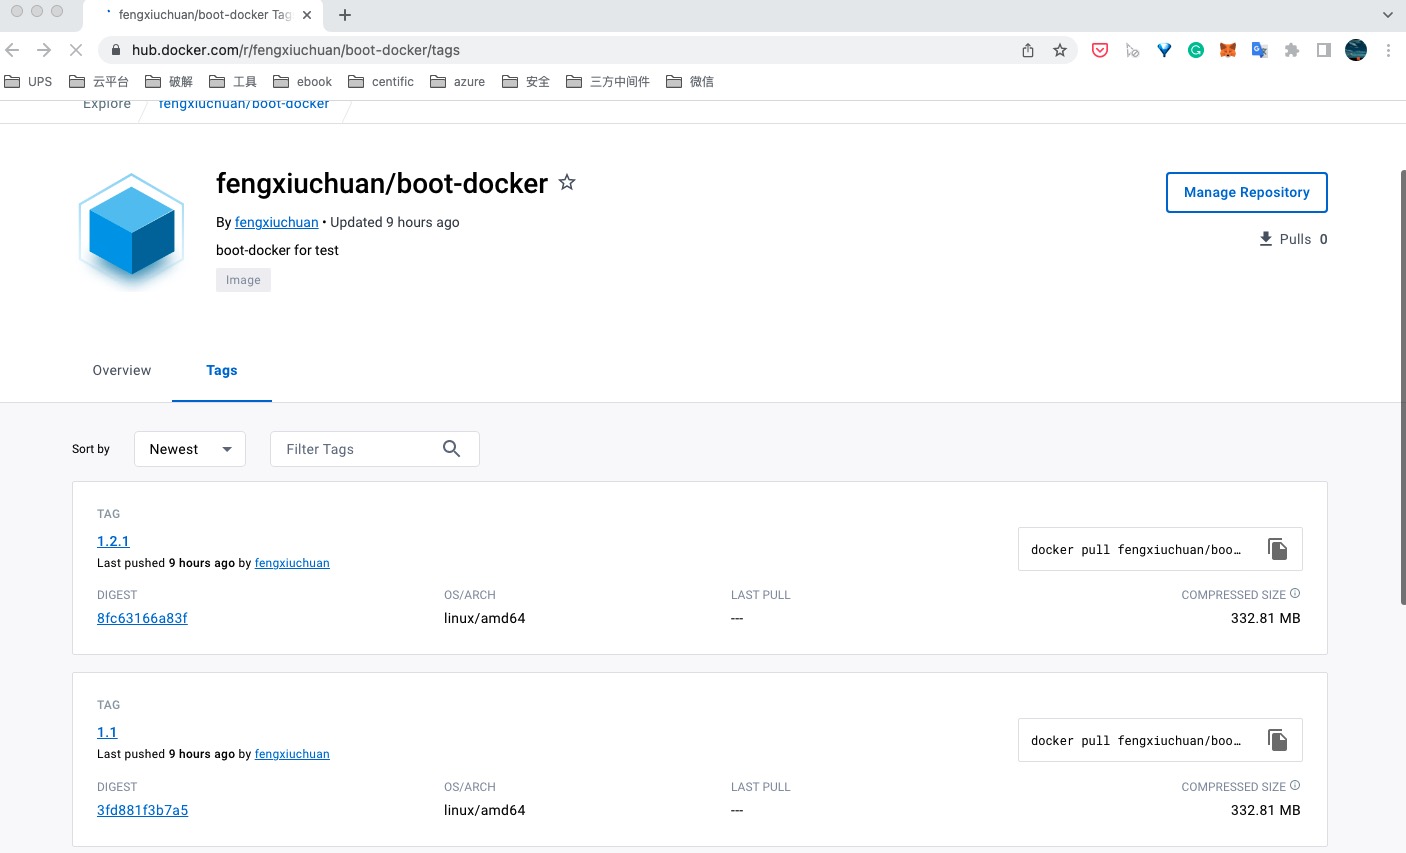 fengxiuchuan/boot-docker Tag
hub.docker.com/r/fengxiuchuan/boot-docker/tags
UPS 云平台 破解 工具 ebook centific azure 安全 三方中间件 微信
Explore fengxiuchuan/boot-docker
fengxiuchuan/boot-docker
Manage Repository
By fengxiuchuan • Updated 9 hours ago
Pulls 0
boot-docker for test
Image
Overview Tags
Sort by Newest Filter Tags
TAG
1.2.1
docker pull fengxiuchuan/boo…
Last pushed 9 hours ago by fengxiuchuan
DIGEST OS/ARCH LAST PULL COMPRESSED SIZE
8fc63166a83f linux/amd64 --- 332.81 MB
TAG
1.1
docker pull fengxiuchuan/boo…
Last pushed 9 hours ago by fengxiuchuan
DIGEST OS/ARCH LAST PULL COMPRESSED SIZE
3fd881f3b7a5 linux/amd64 --- 332.81 MB